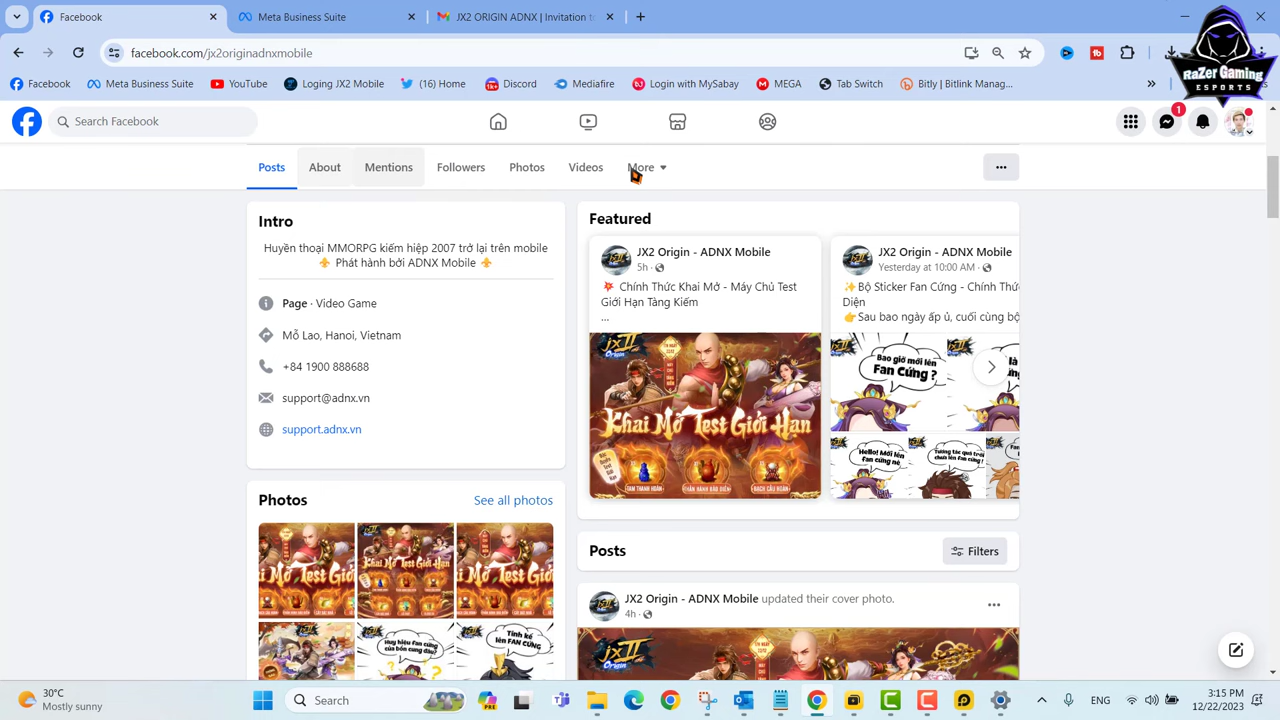 Facebook
Meta Business Suite
JX2 ORIGIN ADNX | Invitation t
RaZer Gaming
ESPORTS
facebook.com/jx2originadnxmobile
Facebook
Meta Business Suite
YouTube
Loging JX2 Mobile
(16) Home
Discord
Mediafire
Login with MySabay
MEGA
Tab Switch
Bitly | Link Manag...
Search Facebook
1
Posts
About
Mentions
Followers
Photos
Videos
More
Intro
Huyền thoại MMORPG kiếm hiệp 2007 trở lại trên mobile
⚜️ Phát hành bởi ADNX Mobile ⚜️
Page · Video Game
Mỗ Lao, Hanoi, Vietnam
+84 1900 888688
support@adnx.vn
support.adnx.vn
Photos
See all photos
Featured
JX2 Origin - ADNX Mobile
5h ·
💥 Chính Thức Khai Mở - Máy Chủ Test
Giới Hạn Tàng Kiếm
...
Khai Mở Test Giới Hạn
JX2 Origin - ADNX Mobile
Yesterday at 10:00 AM ·
✨Bộ Sticker Fan Cứng - Chính Thứ
Diện
👉Sau bao ngày ấp ủ, cuối cùng bộ
Bao giờ mới lên
Fan Cứng ?
Posts
Filters
JX2 Origin - ADNX Mobile updated their cover photo.
4h ·
30°C
Mostly sunny
Search
ENG
3:15 PM
12/22/2023